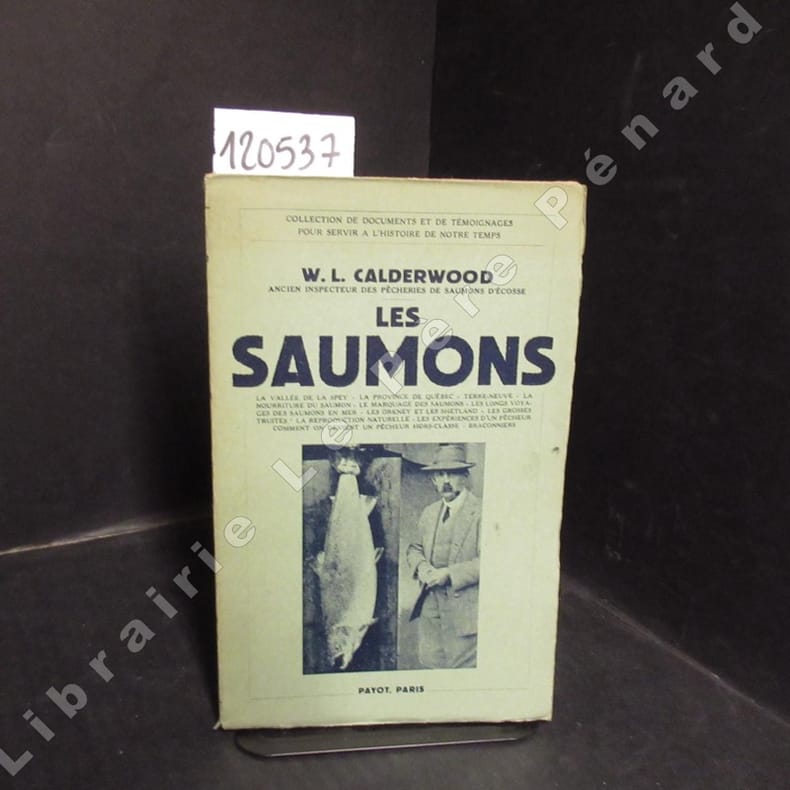 120537
COLLECTION DE DOCUMENTS ET DE TÉMOIGNAGES
POUR SERVIR A L'HISTOIRE DE NOTRE TEMPS
W. L. CALDERWOOD
ANCIEN INSPECTEUR DES PÊCHERIES DE SAUMONS D'ÉCOSSE
LES
SAUMONS
LA VALLÉE DE LA SPEY - LA PROVINCE DE QUÉBEC - TERRE-NEUVE - LA
NOURRITURE DU SAUMON - LE MARQUAGE DES SAUMONS - LES LONGS VOYA-
GES DES SAUMONS EN MER - LES ORKNEY ET LES SHETLAND - LES GROSSES
TRUITES - LA REPRODUCTION NATURELLE - LES EXPÉRIENCES D'UN PÊCHEUR
COMMENT ON DEVIENT UN PÊCHEUR HORS-CLASSE - BRACONNIERS
PAYOT, PARIS
Librairie Le Père Pénard